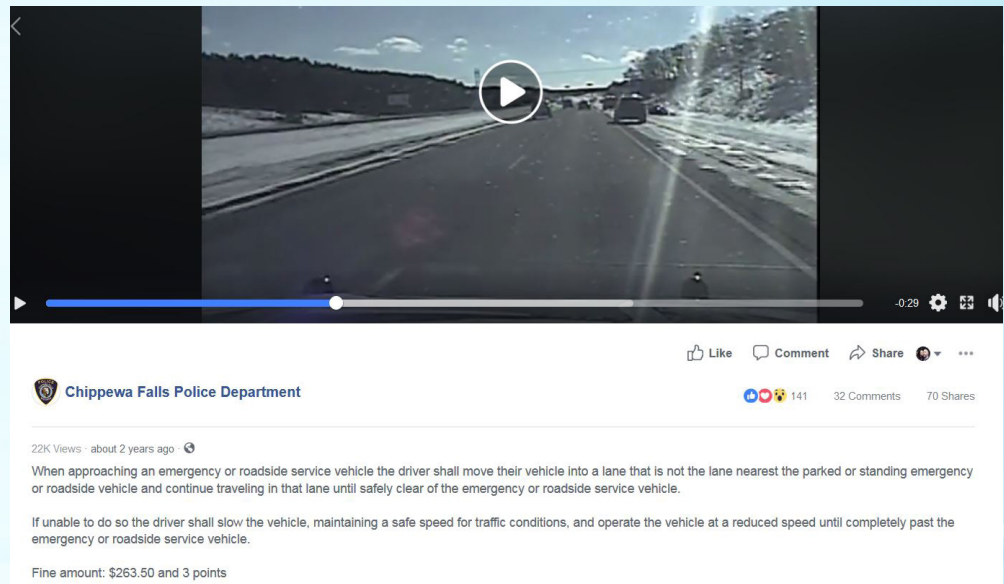 -0:29
Like Comment Share
POLICE
Chippewa Falls Police Department
141 32 Comments 70 Shares
22K Views · about 2 years ago ·
When approaching an emergency or roadside service vehicle the driver shall move their vehicle into a lane that is not the lane nearest the parked or standing emergency
or roadside vehicle and continue traveling in that lane until safely clear of the emergency or roadside service vehicle.
If unable to do so the driver shall slow the vehicle, maintaining a safe speed for traffic conditions, and operate the vehicle at a reduced speed until completely past the
emergency or roadside service vehicle.
Fine amount: $263.50 and 3 points